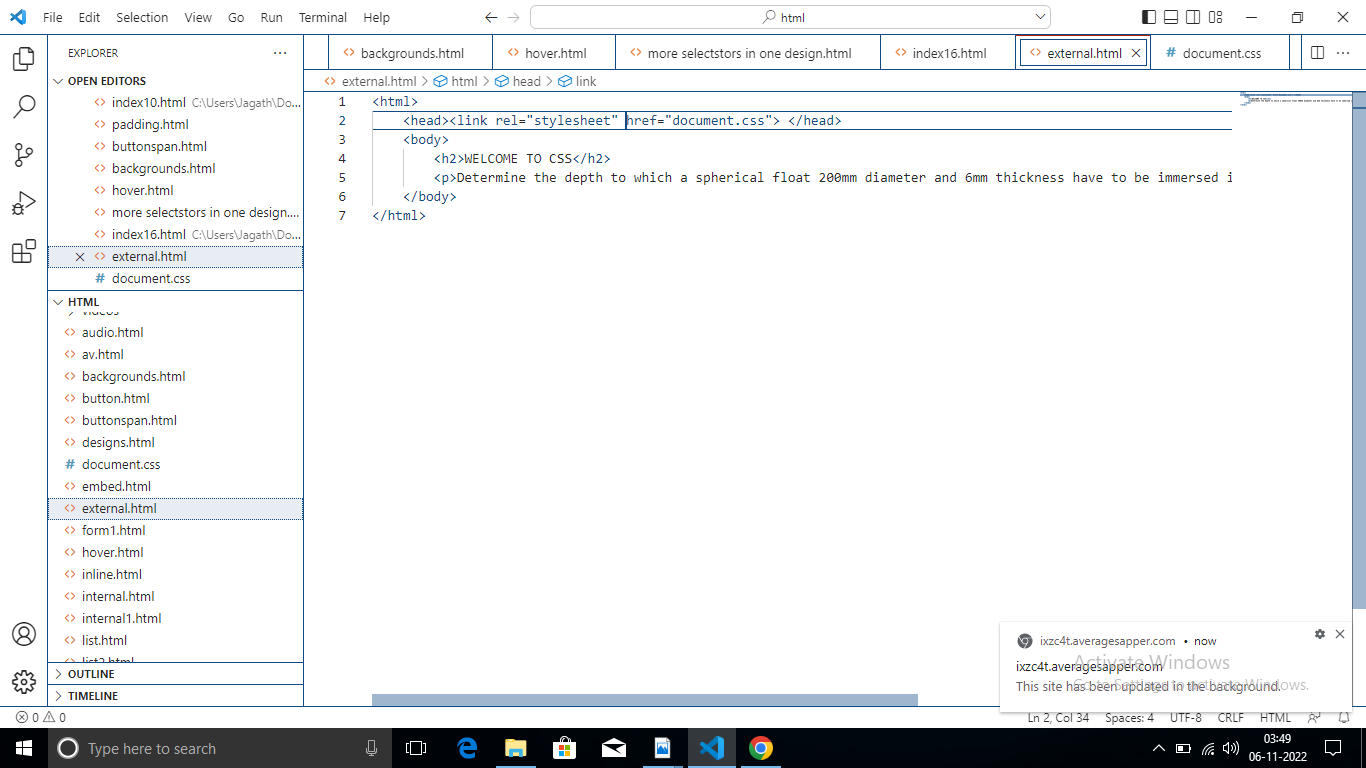 File Edit Selection View Go Run Terminal Help
html
EXPLORER
OPEN EDITORS
index10.html C:\Users\Jagath\Do...
padding.html
buttonspan.html
backgrounds.html
hover.html
more selectstors in one design....
index16.html C:\Users\Jagath\Do...
external.html
# document.css
HTML
videos
audio.html
av.html
backgrounds.html
button.html
buttonspan.html
designs.html
# document.css
embed.html
external.html
form1.html
hover.html
inline.html
internal.html
internal1.html
list.html
list2.html
OUTLINE
TIMELINE
backgrounds.html hover.html more selectstors in one design.html index16.html external.html # document.css
external.html > html > head > link
1 <html>
2 <head><link rel="stylesheet" href="document.css"> </head>
3 <body>
4 <h2>WELCOME TO CSS</h2>
5 <p>Determine the depth to which a spherical float 200mm diameter and 6mm thickness have to be immersed i
6 </body>
7 </html>
ixzc4t.averagesapper.com • now
ixzc4t.averagesapper.com
This site has been updated in the background.
Activate Windows
Go to Settings to activate Windows.
0 0
Ln 2, Col 34 Spaces: 4 UTF-8 CRLF HTML
Type here to search
03:49
06-11-2022